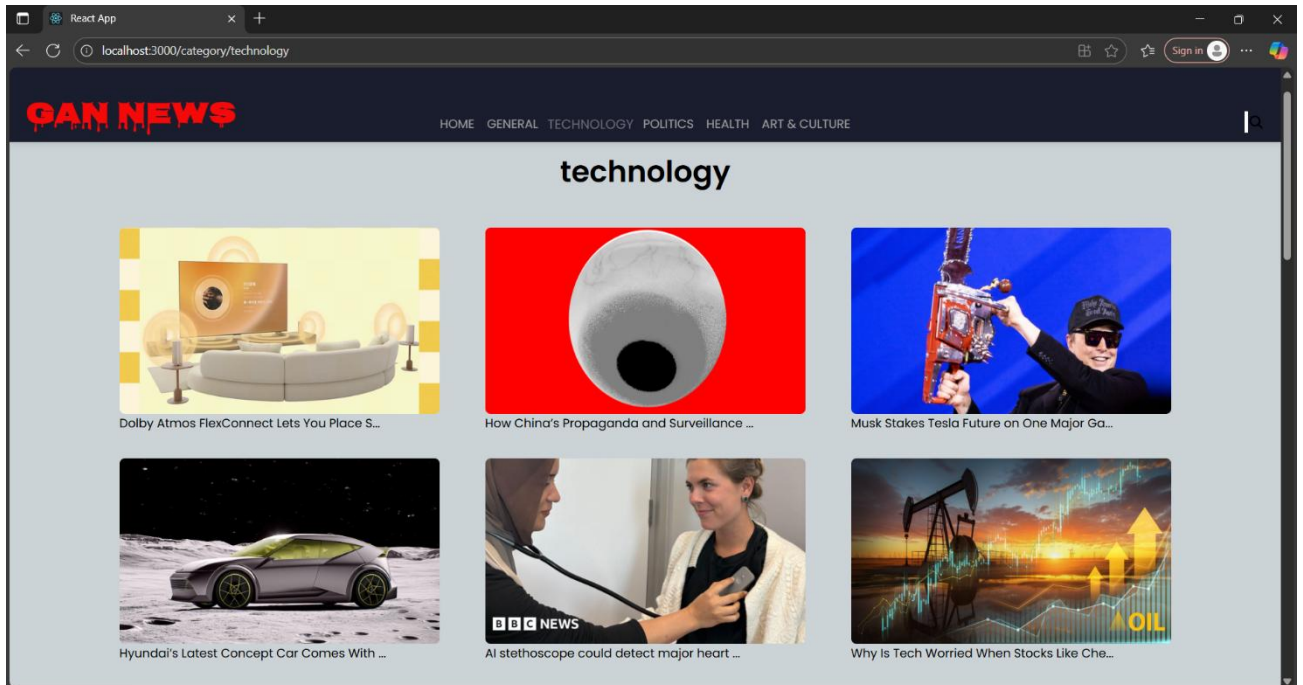 React App
localhost:3000/category/technology
Sign in
GAN NEWS
HOME GENERAL TECHNOLOGY POLITICS HEALTH ART & CULTURE
technology
Dolby Atmos FlexConnect Lets You Place S...
How China's Propaganda and Surveillance ...
Musk Stakes Tesla Future on One Major Ga...
BBC NEWS
OIL
Hyundai's Latest Concept Car Comes With ...
AI stethoscope could detect major heart ...
Why Is Tech Worried When Stocks Like Che...